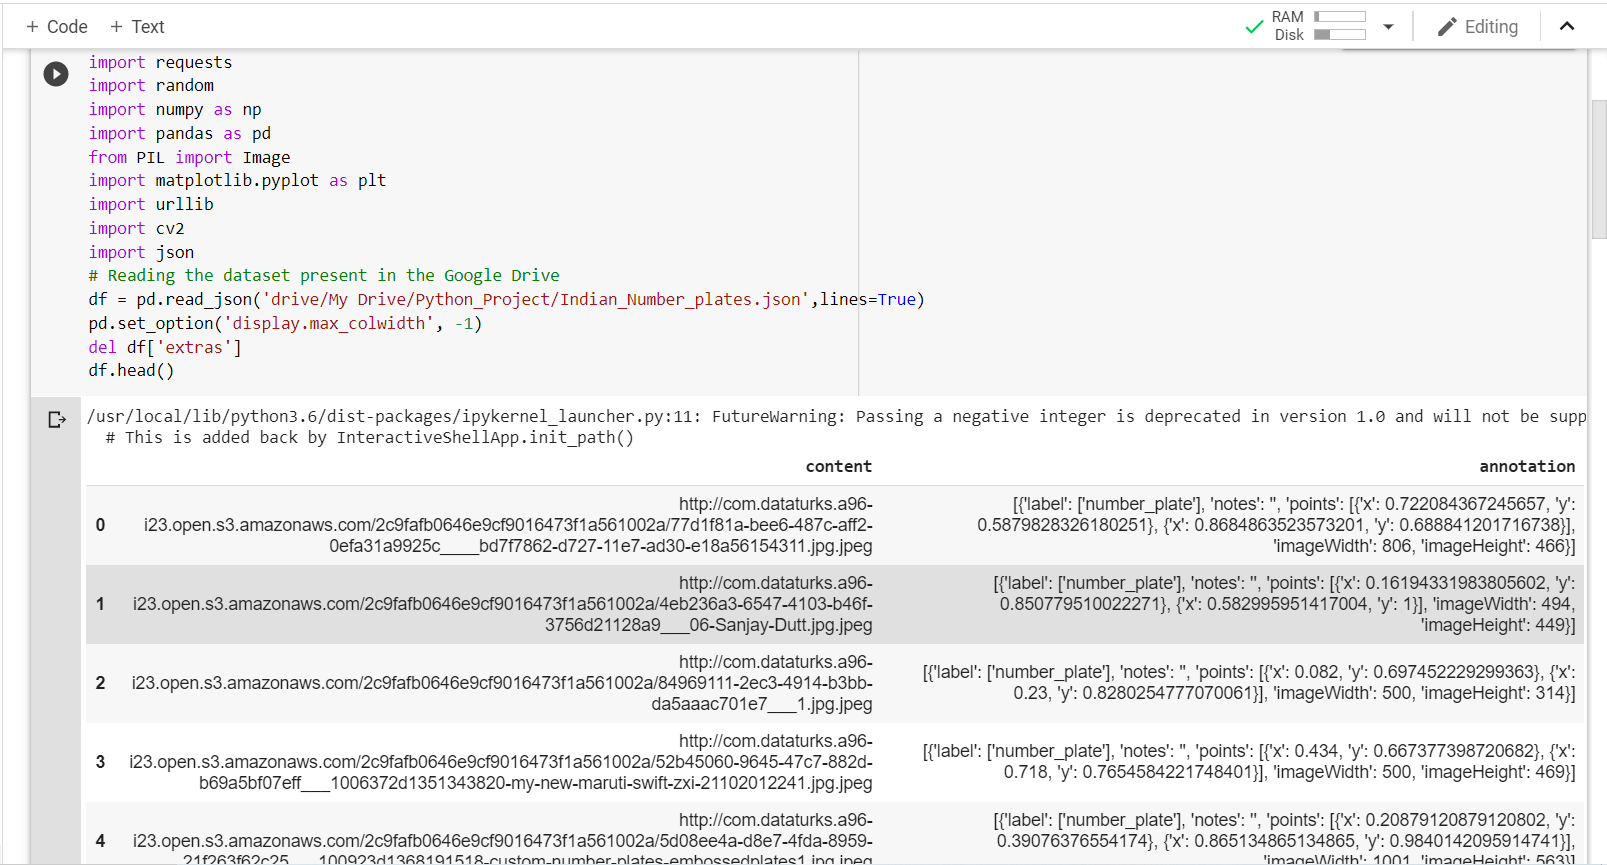 + Code + Text RAM Disk Editing
import requests
import random
import numpy as np
import pandas as pd
from PIL import Image
import matplotlib.pyplot as plt
import urllib
import cv2
import json
# Reading the dataset present in the Google Drive
df = pd.read_json('drive/My Drive/Python_Project/Indian_Number_plates.json',lines=True)
pd.set_option('display.max_colwidth', -1)
del df['extras']
df.head()
/usr/local/lib/python3.6/dist-packages/ipykernel_launcher.py:11: FutureWarning: Passing a negative integer is deprecated in version 1.0 and will not be supp
# This is added back by InteractiveShellApp.init_path()
content annotation
0
http://com.dataturks.a96-
i23.open.s3.amazonaws.com/2c9fafb0646e9cf9016473f1a561002a/77d1f81a-bee6-487c-aff2-
0efa31a9925c____bd7f7862-d727-11e7-ad30-e18a56154311.jpg.jpeg
[{'label': ['number_plate'], 'notes': '', 'points': [{'x': 0.722084367245657, 'y':
0.5879828326180251}, {'x': 0.8684863523573201, 'y': 0.688841201716738}],
'imageWidth': 806, 'imageHeight': 466}]
1
http://com.dataturks.a96-
i23.open.s3.amazonaws.com/2c9fafb0646e9cf9016473f1a561002a/4eb236a3-6547-4103-b46f-
3756d21128a9___06-Sanjay-Dutt.jpg.jpeg
[{'label': ['number_plate'], 'notes': '', 'points': [{'x': 0.16194331983805602, 'y':
0.850779510022271}, {'x': 0.582995951417004, 'y': 1}], 'imageWidth': 494,
'imageHeight': 449}]
2
http://com.dataturks.a96-
i23.open.s3.amazonaws.com/2c9fafb0646e9cf9016473f1a561002a/84969111-2ec3-4914-b3bb-
da5aaac701e7___1.jpg.jpeg
[{'label': ['number_plate'], 'notes': '', 'points': [{'x': 0.082, 'y': 0.697452229299363}, {'x':
0.23, 'y': 0.8280254777070061}], 'imageWidth': 500, 'imageHeight': 314}]
3
http://com.dataturks.a96-
i23.open.s3.amazonaws.com/2c9fafb0646e9cf9016473f1a561002a/52b45060-9645-47c7-882d-
b69a5bf07eff___1006372d1351343820-my-new-maruti-swift-zxi-21102012241.jpg.jpeg
[{'label': ['number_plate'], 'notes': '', 'points': [{'x': 0.434, 'y': 0.667377398720682}, {'x':
0.718, 'y': 0.7654584221748401}], 'imageWidth': 500, 'imageHeight': 469}]
4
http://com.dataturks.a96-
i23.open.s3.amazonaws.com/2c9fafb0646e9cf9016473f1a561002a/5d08ee4a-d8e7-4fda-8959-
21f263f62c25___100923d1368191518-custom-number-plates-embossedplates1.jpg.jpeg
[{'label': ['number_plate'], 'notes': '', 'points': [{'x': 0.20879120879120802, 'y':
0.39076376554174}, {'x': 0.865134865134865, 'y': 0.9840142095914741}],
'imageWidth': 1001, 'imageHeight': 563}]